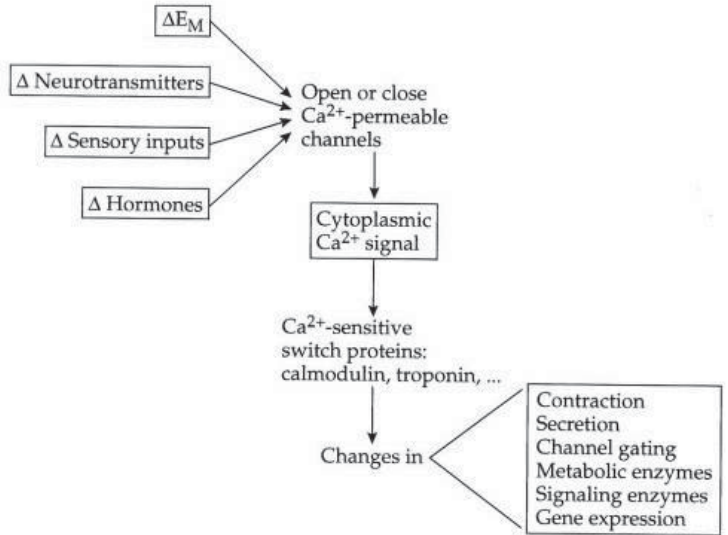 ΔE_M
Δ Neurotransmitters
Δ Sensory inputs
Δ Hormones
Open or close
Ca²⁺-permeable
channels
Cytoplasmic
Ca²⁺ signal
Ca²⁺-sensitive
switch proteins:
calmodulin, troponin, ...
Changes in
Contraction
Secretion
Channel gating
Metabolic enzymes
Signaling enzymes
Gene expression